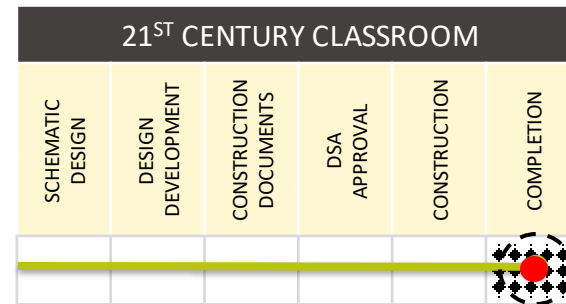 21ST CENTURY CLASSROOM
SCHEMATIC
DESIGN
DESIGN
DEVELOPMENT
CONSTRUCTION
DOCUMENTS
DSA
APPROVAL
CONSTRUCTION
COMPLETION